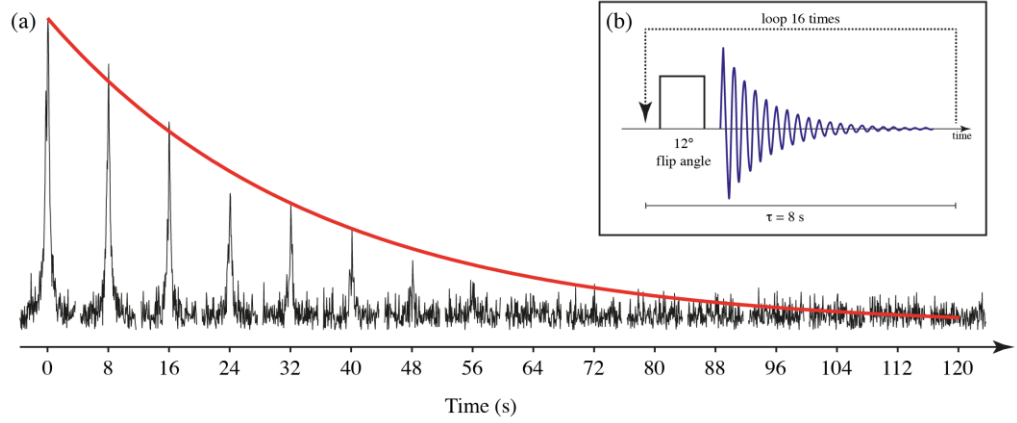 (a)
(b)
loop 16 times
12°
flip angle
time
τ = 8 s
0 8 16 24 32 40 48 56 64 72 80 88 96 104 112 120
Time (s)